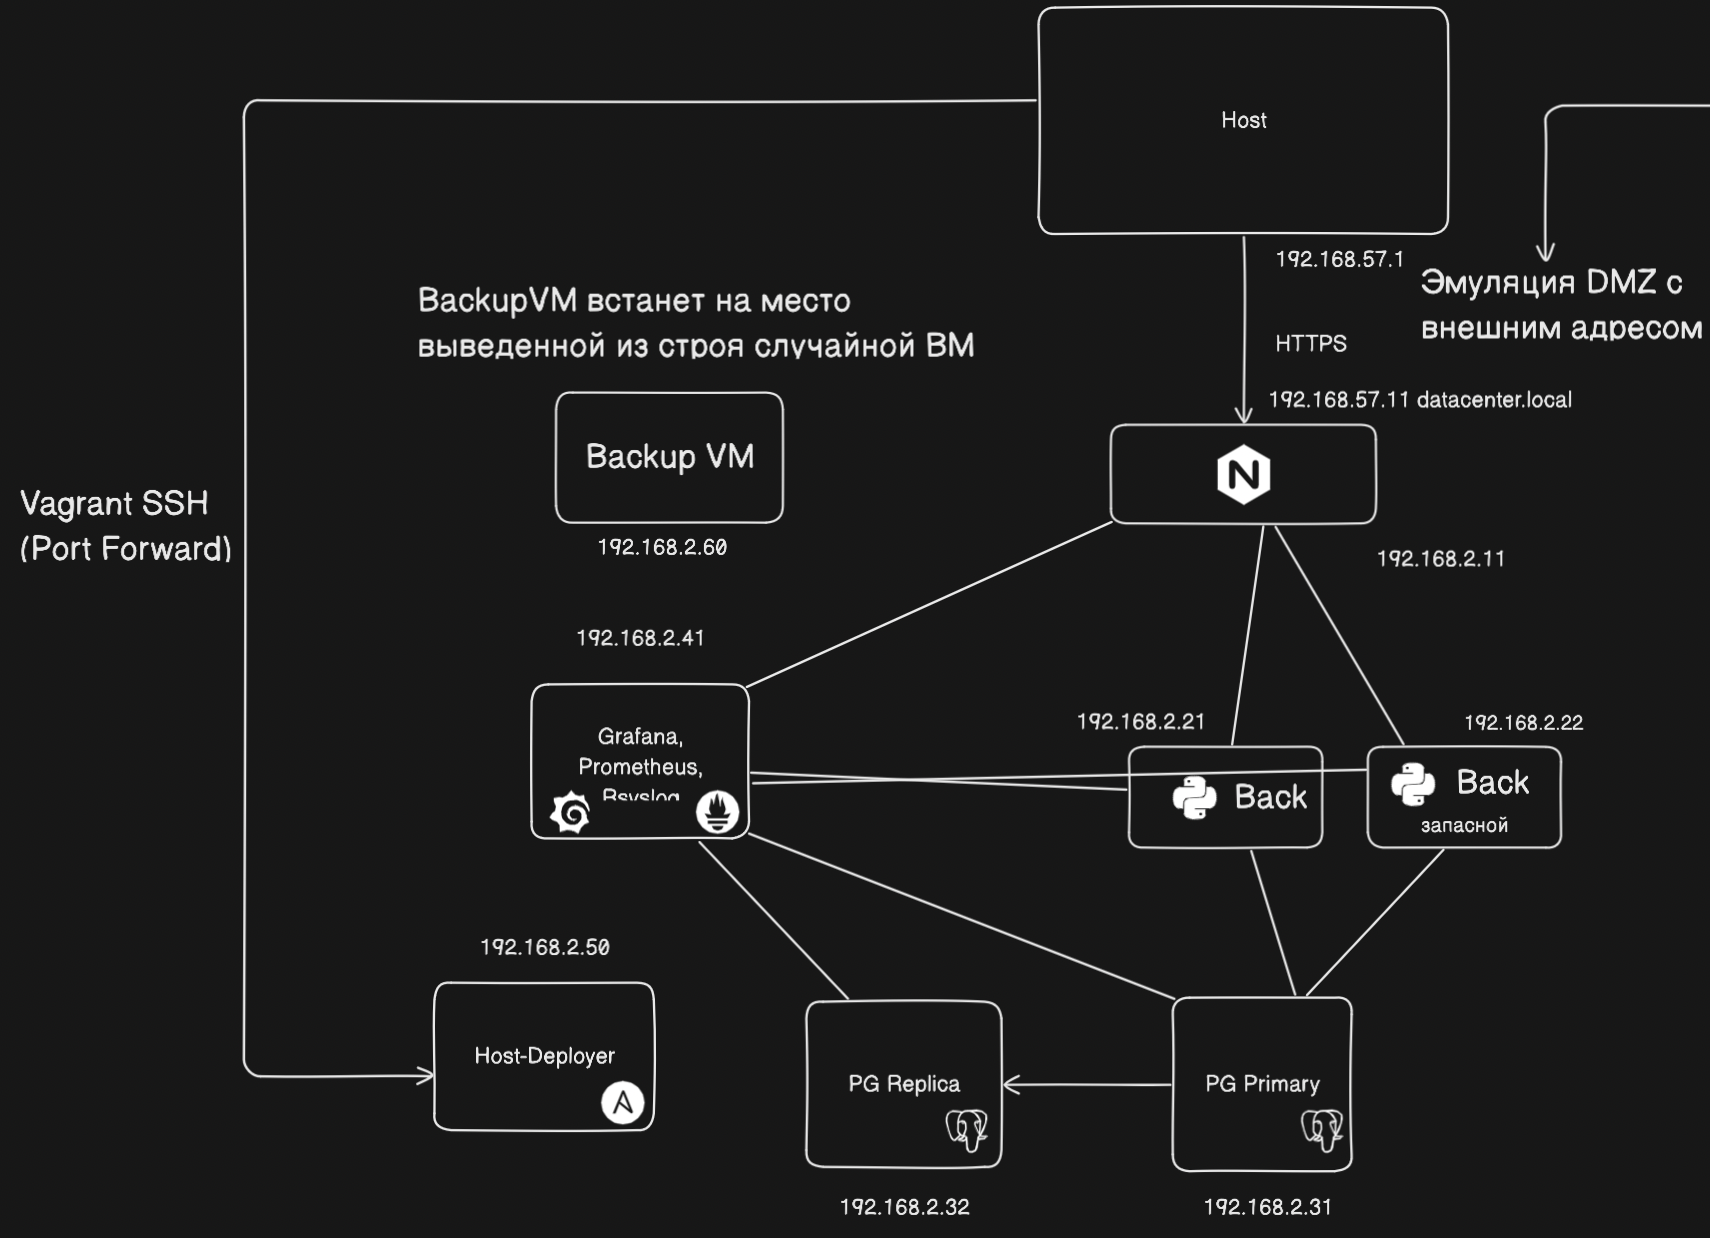 Host
192.168.57.1
Эмуляция DMZ с
внешним адресом
BackupVM встанет на место
выведенной из строя случайной ВМ
HTTPS
192.168.57.11 datacenter.local
Backup VM
N
Vagrant SSH
(Port Forward)
192.168.2.60
192.168.2.11
192.168.2.41
192.168.2.21
192.168.2.22
Grafana,
Prometheus,
Rsyslog
Back
Back
запасной
192.168.2.50
Host-Deployer
PG Replica
PG Primary
192.168.2.32
192.168.2.31